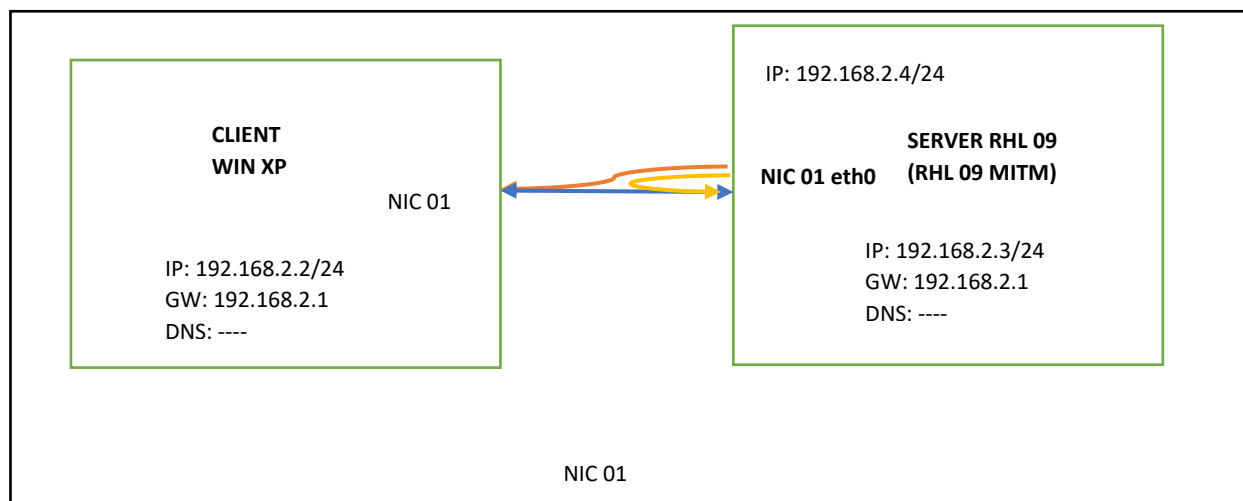 CLIENT
WIN XP
NIC 01
IP: 192.168.2.2/24
GW: 192.168.2.1
DNS: ----
IP: 192.168.2.4/24
SERVER RHL 09
(RHL 09 MITM)
NIC 01 eth0
IP: 192.168.2.3/24
GW: 192.168.2.1
DNS: ----
NIC 01